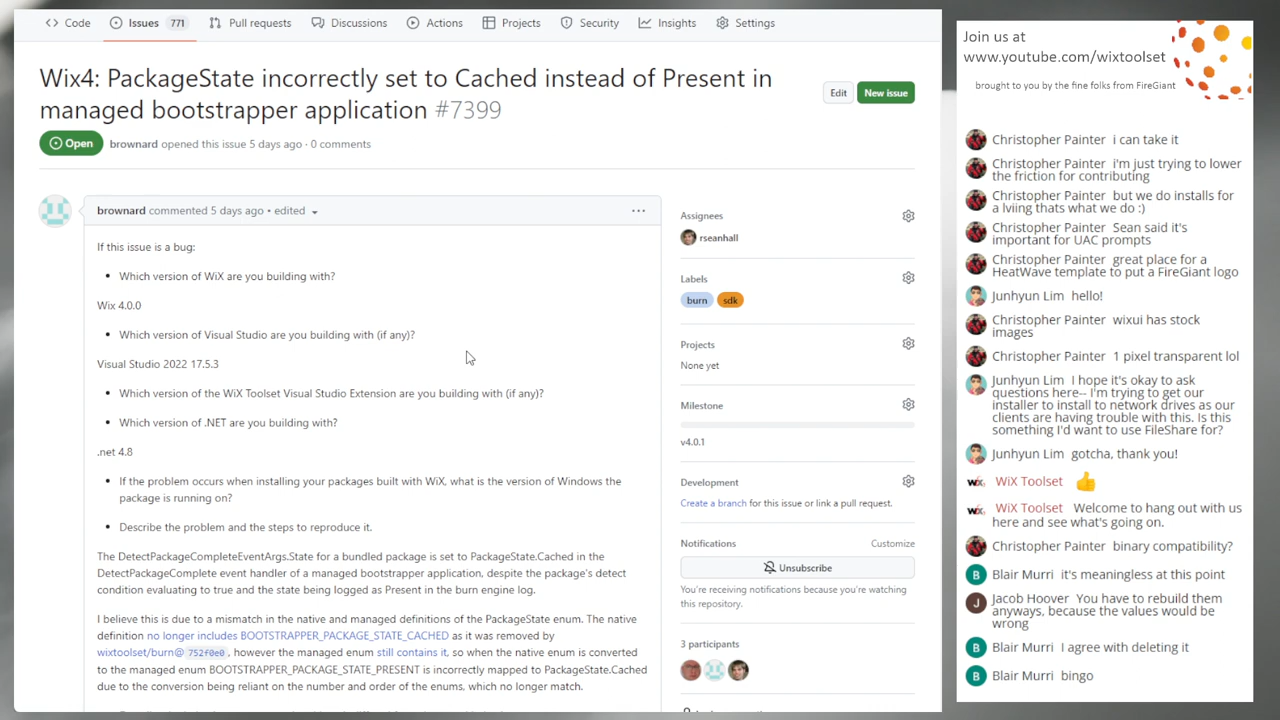 Code
Issues 771
Pull requests
Discussions
Actions
Projects
Security
Insights
Settings
Wix4: PackageState incorrectly set to Cached instead of Present in
managed bootstrapper application #7399
Edit
New issue
Open
brownard opened this issue 5 days ago · 0 comments
brownard commented 5 days ago • edited
If this issue is a bug:
• Which version of WiX are you building with?
Wix 4.0.0
• Which version of Visual Studio are you building with (if any)?
Visual Studio 2022 17.5.3
• Which version of the WiX Toolset Visual Studio Extension are you building with (if any)?
• Which version of .NET are you building with?
.net 4.8
• If the problem occurs when installing your packages built with WiX, what is the version of Windows the
package is running on?
• Describe the problem and the steps to reproduce it.
The DetectPackageCompleteEventArgs.State for a bundled package is set to PackageState.Cached in the
DetectPackageComplete event handler of a managed bootstrapper application, despite the package's detect
condition evaluating to true and the state being logged as Present in the burn engine log.
I believe this is due to a mismatch in the native and managed definitions of the PackageState enum. The native
definition no longer includes BOOTSTRAPPER_PACKAGE_STATE_CACHED as it was removed by
wixtoolset/burn@752f0e0, however the managed enum still contains it, so when the native enum is converted
to the managed enum BOOTSTRAPPER_PACKAGE_STATE_PRESENT is incorrectly mapped to PackageState.Cached
due to the conversion being reliant on the number and order of the enums, which no longer match.
Assignees
rseanhall
Labels
burn
sdk
Projects
None yet
Milestone
v4.0.1
Development
Create a branch for this issue or link a pull request.
Notifications
Customize
Unsubscribe
You're receiving notifications because you're watching
this repository.
3 participants
Join us at
www.youtube.com/wixtoolset
brought to you by the fine folks from FireGiant
Christopher Painter i can take it
Christopher Painter i'm just trying to lower
the friction for contributing
Christopher Painter but we do installs for
a lviing thats what we do :)
Christopher Painter Sean said it's
important for UAC prompts
Christopher Painter great place for a
HeatWave template to put a FireGiant logo
Junhyun Lim hello!
Christopher Painter wixui has stock
images
Christopher Painter 1 pixel transparent lol
Junhyun Lim I hope it's okay to ask
questions here-- I'm trying to get our
installer to install to network drives as our
clients are having trouble with this. Is this
something I'd want to use FileShare for?
Junhyun Lim gotcha, thank you!
WiX Toolset 👍
WiX Toolset Welcome to hang out with us
here and see what's going on.
Christopher Painter binary compatibility?
Blair Murri it's meaningless at this point
Jacob Hoover You have to rebuild them
anyways, because the values would be
wrong
Blair Murri I agree with deleting it
Blair Murri bingo